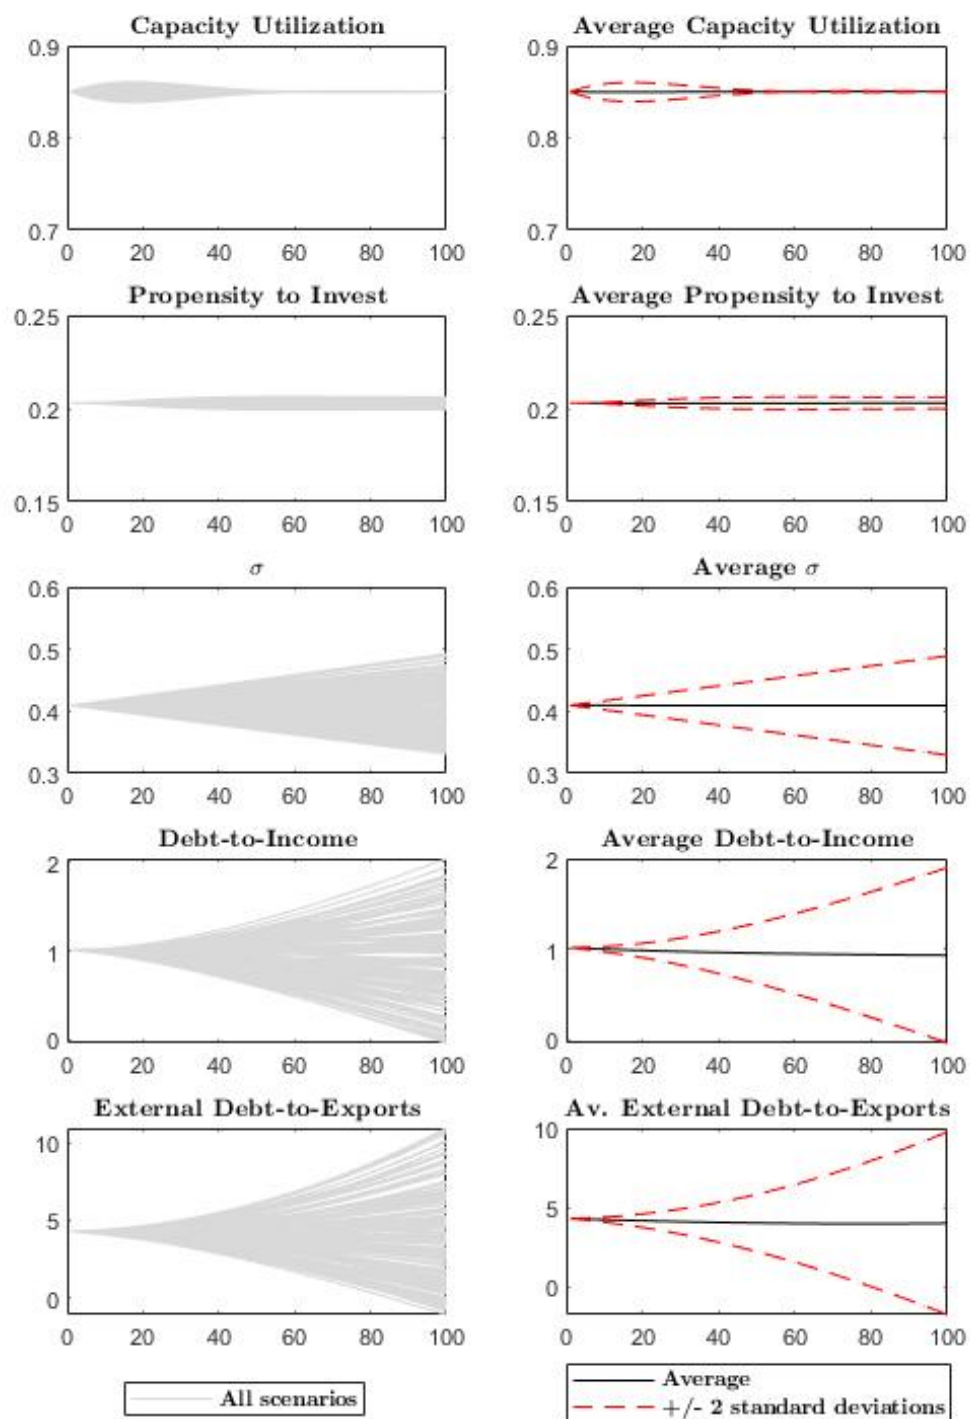 Capacity Utilization
0.9
0.8
0.7
0 20 40 60 80 100
Average Capacity Utilization
0.9
0.8
0.7
0 20 40 60 80 100
Propensity to Invest
0.25
0.2
0.15
0 20 40 60 80 100
Average Propensity to Invest
0.25
0.2
0.15
0 20 40 60 80 100
σ
0.6
0.5
0.4
0.3
0 20 40 60 80 100
Average σ
0.6
0.5
0.4
0.3
0 20 40 60 80 100
Debt-to-Income
2
1
0
0 20 40 60 80 100
Average Debt-to-Income
2
1
0
0 20 40 60 80 100
External Debt-to-Exports
10
5
0
0 20 40 60 80 100
Av. External Debt-to-Exports
10
5
0
0 20 40 60 80 100
All scenarios
Average
+/- 2 standard deviations